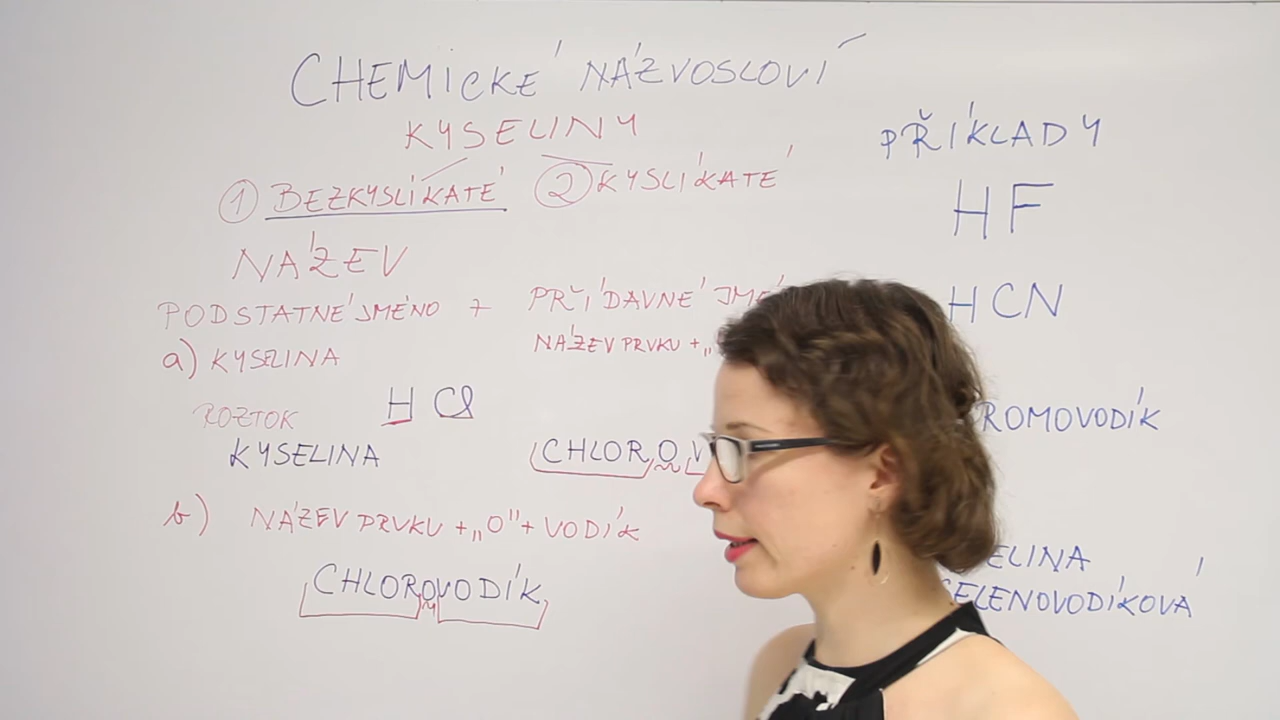 CHEMICKÉ NÁZVOSLOVÍ
KYSELINY
1 BEZKYSLÍKATÉ 2 KYSLÍKATÉ
NÁZEV
PODSTATNÉ JMÉNO + PŘÍDAVNÉ JMÉ
a) KYSELINA NÁZEV PRVKU + „
ROZTOK HCl
KYSELINA CHLOROV
b) NÁZEV PRVKU + „O" + VODÍK
CHLOROVODÍK
PŘÍKLADY
HF
HCN
ROMOVODÍK
ELINA
SELENOVODÍKOVÁ